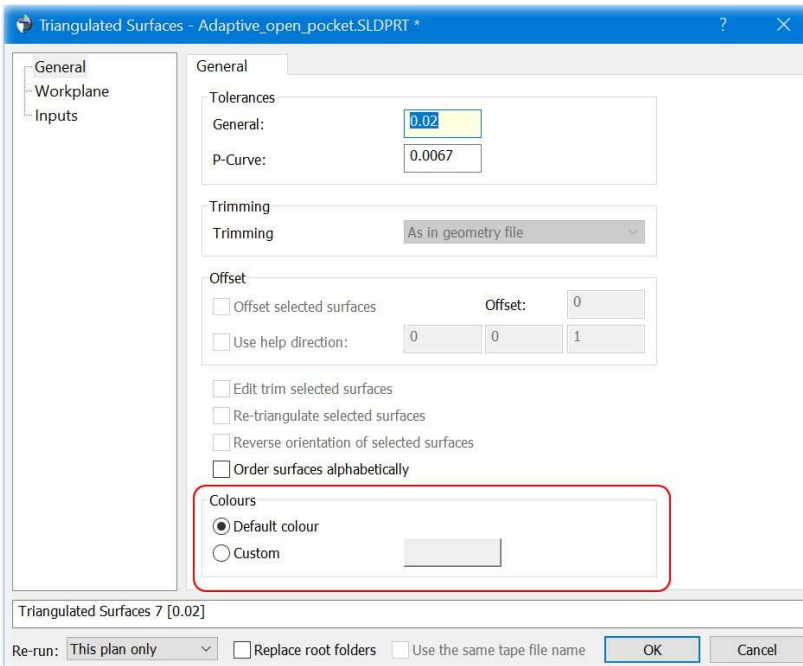 Triangulated Surfaces - Adaptive_open_pocket.SLDPRT *
? ×
General
Workplane
Inputs
General
Tolerances
General: 0.02
P-Curve: 0.0067
Trimming
Trimming As in geometry file
Offset
Offset selected surfaces Offset: 0
Use help direction: 0 0 1
Edit trim selected surfaces
Re-triangulate selected surfaces
Reverse orientation of selected surfaces
Order surfaces alphabetically
Colours
Default colour
Custom
Triangulated Surfaces 7 [0.02]
Re-run: This plan only Replace root folders Use the same tape file name OK Cancel